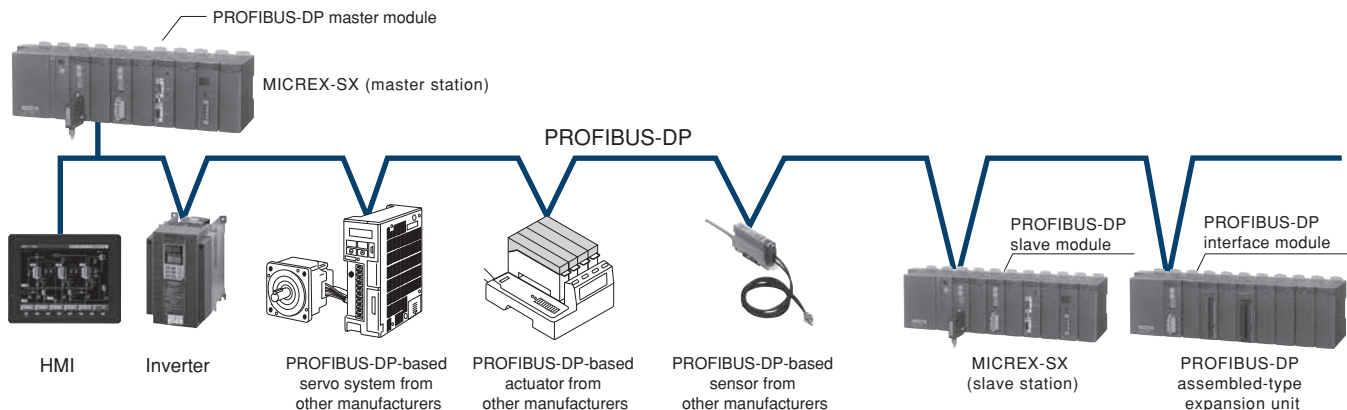 PROFIBUS-DP master module
MICREX-SX (master station)
PROFIBUS-DP
PROFIBUS-DP
slave module
PROFIBUS-DP
interface module
HMI
Inverter
PROFIBUS-DP-based
servo system from
other manufacturers
PROFIBUS-DP-based
actuator from
other manufacturers
PROFIBUS-DP-based
sensor from
other manufacturers
MICREX-SX
(slave station)
PROFIBUS-DP
assembled-type
expansion unit